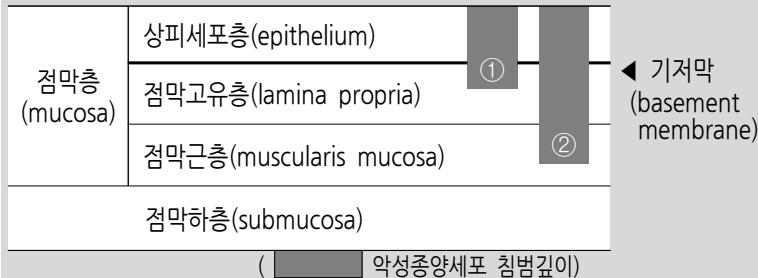 상피세포층(epithelium)
점막층
(mucosa)
점막고유층(lamina propria)
점막근층(muscularis mucosa)
점막하층(submucosa)
①
②
◀ 기저막
(basement
membrane)
( 악성종양세포 침범깊이)